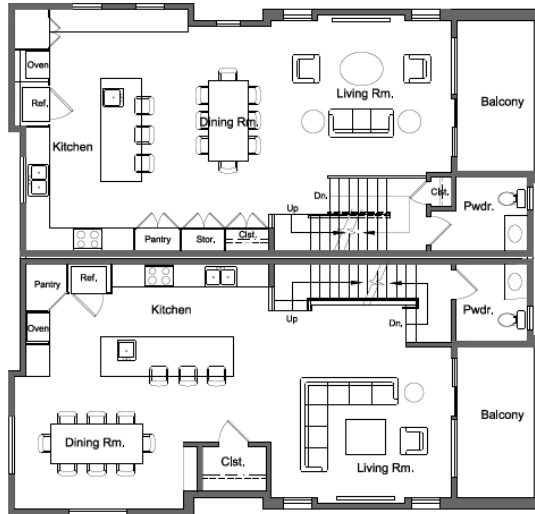 Oven
Ref.
Kitchen
Dining Rm.
Living Rm.
Balcony
Up
Dn.
Clst.
Pwdr.
Pantry
Stor.
Clst.
Pantry
Ref.
Oven
Kitchen
Up
Dn.
Pwdr.
Dining Rm.
Clst.
Living Rm.
Balcony